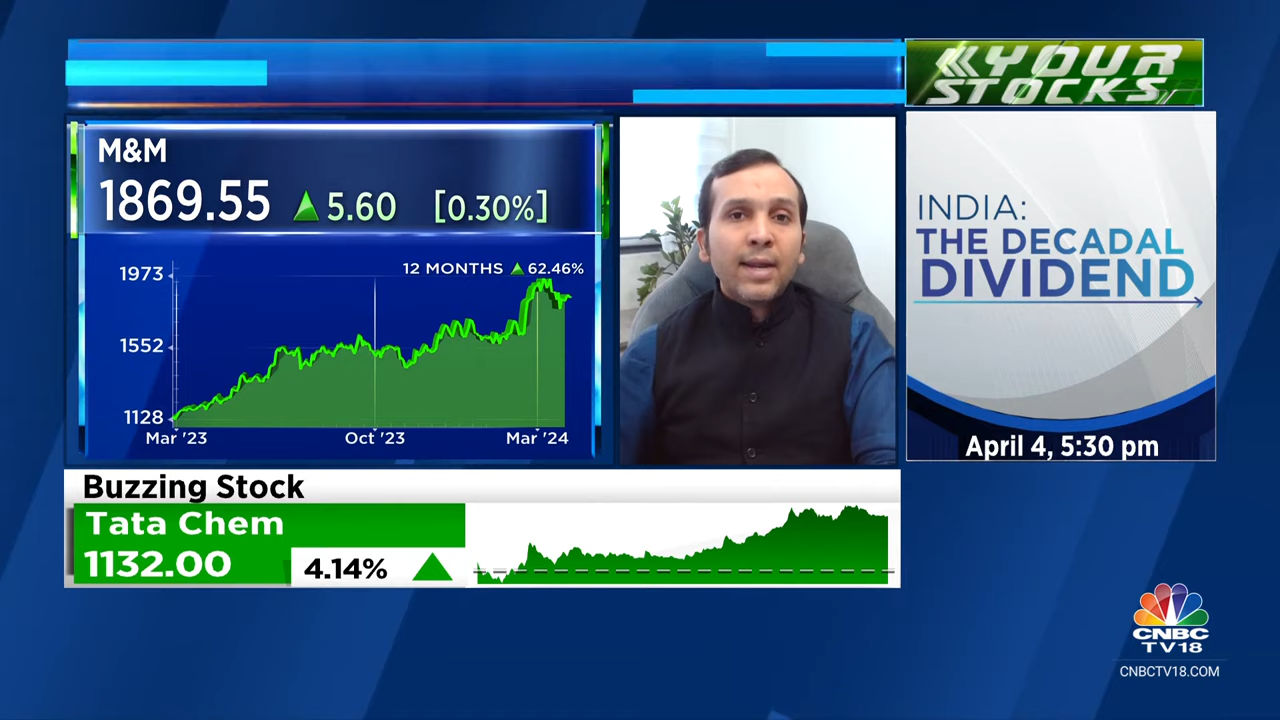 YOUR
STOCKS
M&M
1869.55 ▲ 5.60 [0.30%]
12 MONTHS ▲ 62.46%
1973
1552
1128
Mar '23 Oct '23 Mar '24
INDIA:
THE DECADAL
DIVIDEND
April 4, 5:30 pm
Buzzing Stock
Tata Chem
1132.00 4.14% ▲
CNBC
TV18
CNBCTV18.COM